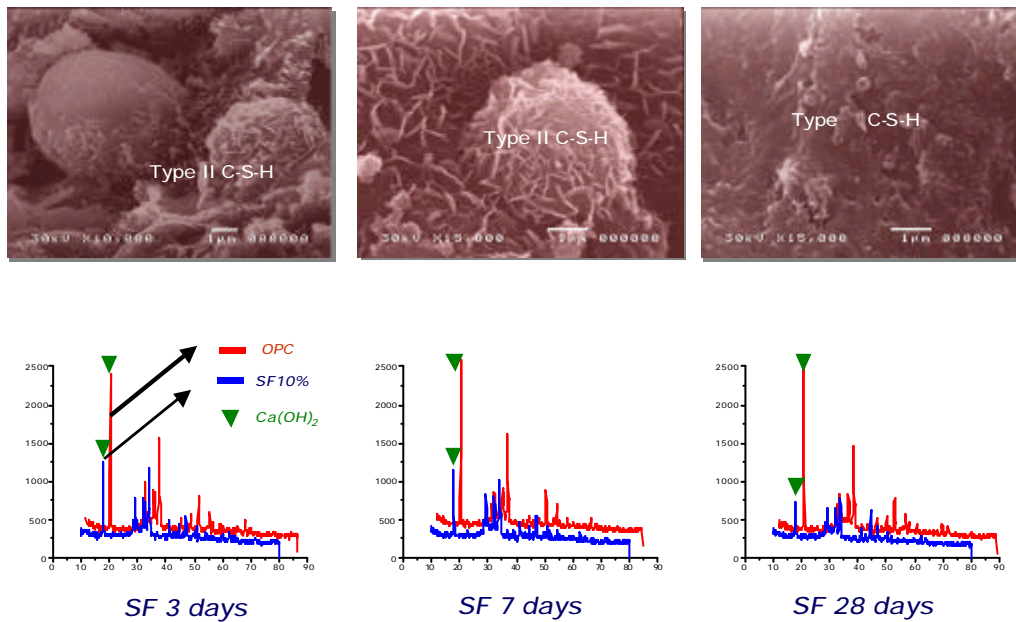 Type II C-S-H
30kV X10,000 1µm 000000
Type II C-S-H
30kV X15,000 1µm 000000
Type C-S-H
30kV X15,000 1µm 000000
OPC
SF10%
Ca(OH)2
2500
2000
1500
1000
500
0
0 10 20 30 40 50 60 70 80 90
2500
2000
1500
1000
500
0
0 10 20 30 40 50 60 70 80 90
2500
2000
1500
1000
500
0
0 10 20 30 40 50 60 70 80 90
SF 3 days
SF 7 days
SF 28 days